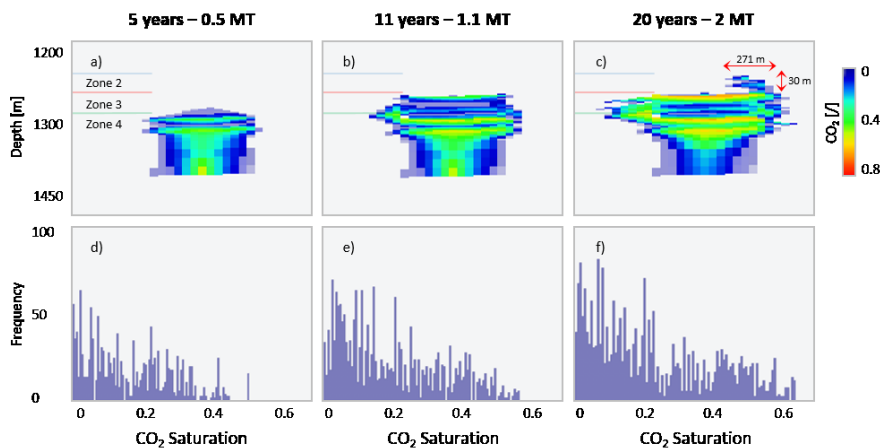 5 years – 0.5 MT
11 years – 1.1 MT
20 years – 2 MT
Depth [m]
1200
1300
1450
a)
Zone 2
Zone 3
Zone 4
b)
c)
271 m
30 m
0
0.4
0.8
CO2 [/]
Frequency
100
50
0
d)
e)
f)
0 0.2 0.4 0.6
0 0.2 0.4 0.6
0 0.2 0.4 0.6
CO2 Saturation
CO2 Saturation
CO2 Saturation